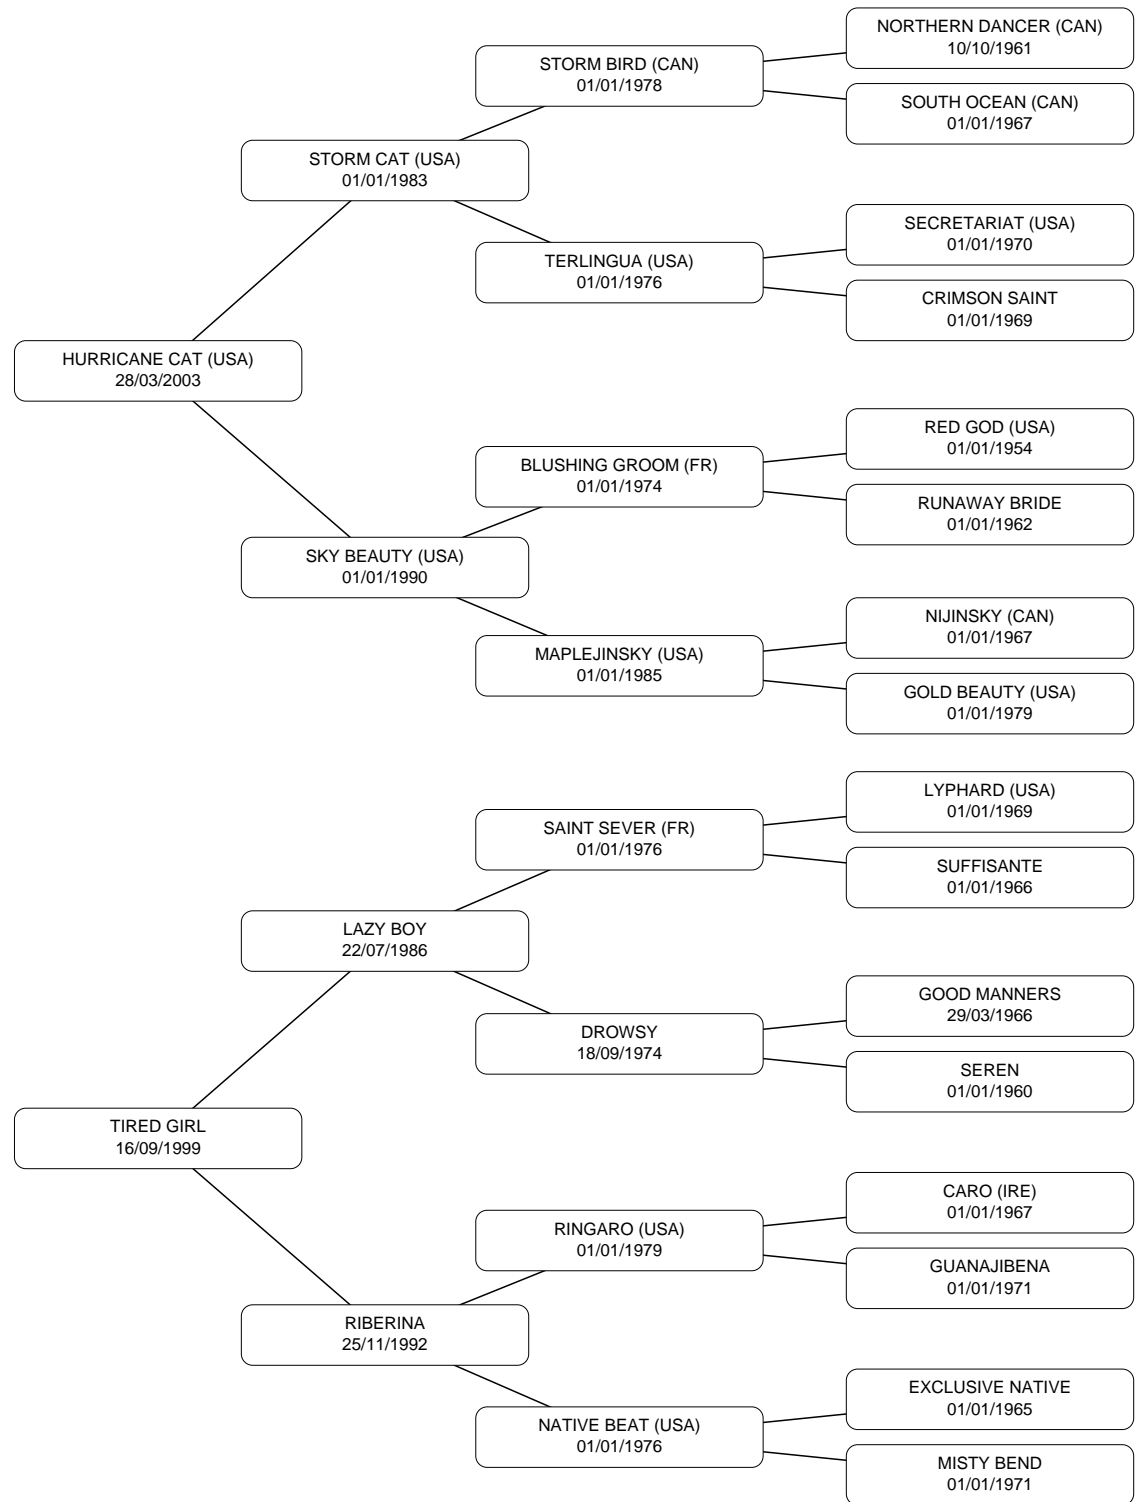 NORTHERN DANCER (CAN)
10/10/1961
STORM BIRD (CAN)
01/01/1978
SOUTH OCEAN (CAN)
01/01/1967
STORM CAT (USA)
01/01/1983
SECRETARIAT (USA)
01/01/1970
TERLINGUA (USA)
01/01/1976
CRIMSON SAINT
01/01/1969
HURRICANE CAT (USA)
28/03/2003
RED GOD (USA)
01/01/1954
BLUSHING GROOM (FR)
01/01/1974
RUNAWAY BRIDE
01/01/1962
SKY BEAUTY (USA)
01/01/1990
NIJINSKY (CAN)
01/01/1967
MAPLEJINSKY (USA)
01/01/1985
GOLD BEAUTY (USA)
01/01/1979
LYPHARD (USA)
01/01/1969
SAINT SEVER (FR)
01/01/1976
SUFFISANTE
01/01/1966
LAZY BOY
22/07/1986
GOOD MANNERS
29/03/1966
DROWSY
18/09/1974
SEREN
01/01/1960
TIRED GIRL
16/09/1999
CARO (IRE)
01/01/1967
RINGARO (USA)
01/01/1979
GUANAJIBENA
01/01/1971
RIBERINA
25/11/1992
EXCLUSIVE NATIVE
01/01/1965
NATIVE BEAT (USA)
01/01/1976
MISTY BEND
01/01/1971